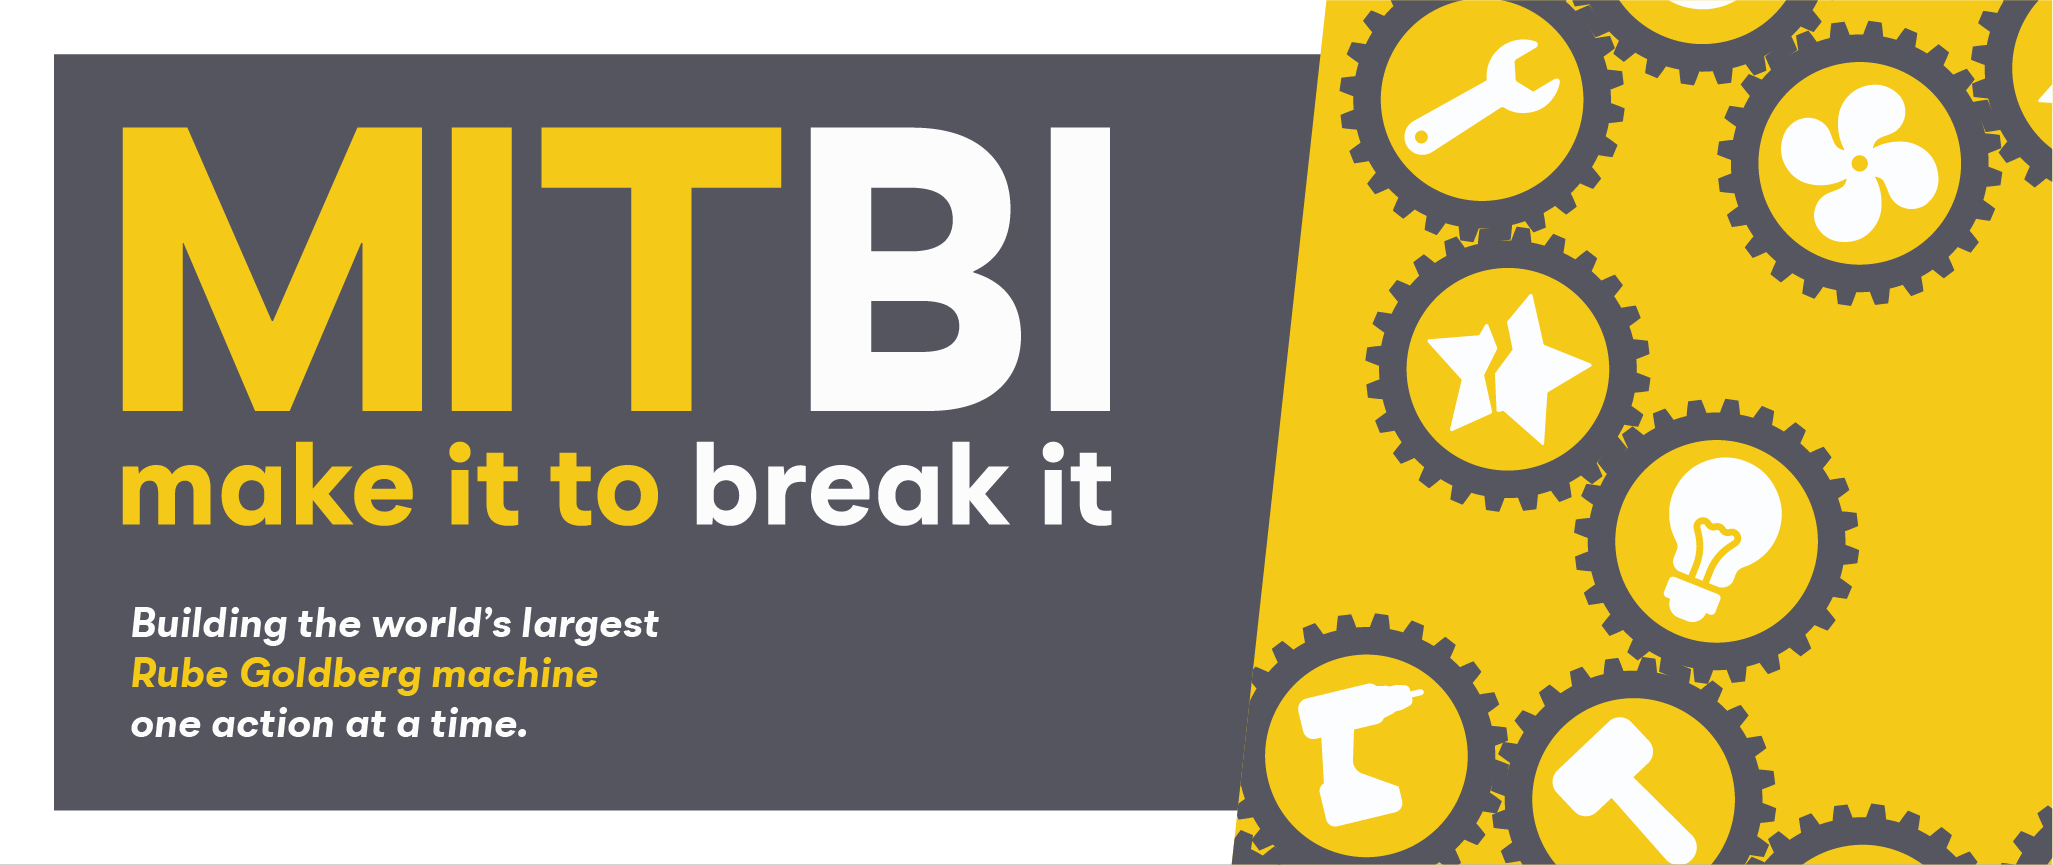 MITBI
make it to break it
Building the world’s largest
Rube Goldberg machine
one action at a time.